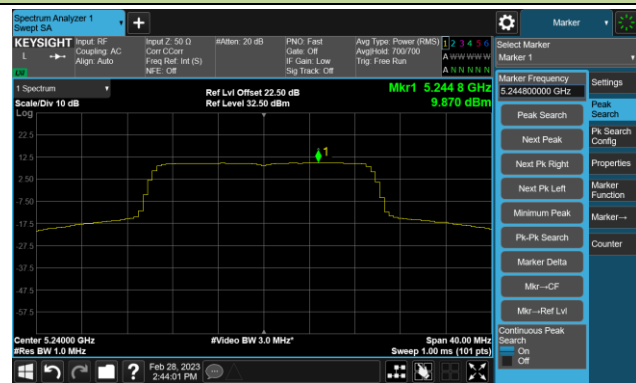 Spectrum Analyzer 1
Swept SA
Marker
KEYSIGHT
L
Input: RF
Coupling: AC
Align: Auto
Input Z: 50 Ω
Corr CCorr
Freq Ref: Int (S)
NFE: Off
#Atten: 20 dB
PNO: Fast
Gate: Off
IF Gain: Low
Sig Track: Off
Avg Type: Power (RMS)
Avg|Hold: 700/700
Trig: Free Run
1 2 3 4 5 6
A W W W W W
A N N N N N
LXI
Select Marker
Marker 1
1 Spectrum
Scale/Div 10 dB
Log
Ref Lvl Offset 22.50 dB
Ref Level 32.50 dBm
Mkr1 5.244 8 GHz
9.870 dBm
1
22.5
12.5
2.50
-7.50
-17.5
-27.5
-37.5
-47.5
-57.5
Center 5.24000 GHz
#Res BW 1.0 MHz
#Video BW 3.0 MHz*
Span 40.00 MHz
Sweep 1.00 ms (101 pts)
Marker Frequency
5.244800000 GHz
Peak Search
Next Peak
Next Pk Right
Next Pk Left
Minimum Peak
Pk-Pk Search
Marker Delta
Mkr→CF
Mkr→Ref Lvl
Continuous Peak
Search
On
Off
Settings
Peak
Search
Pk Search
Config
Properties
Marker
Function
Marker→
Counter
?
Feb 28, 2023
2:44:01 PM